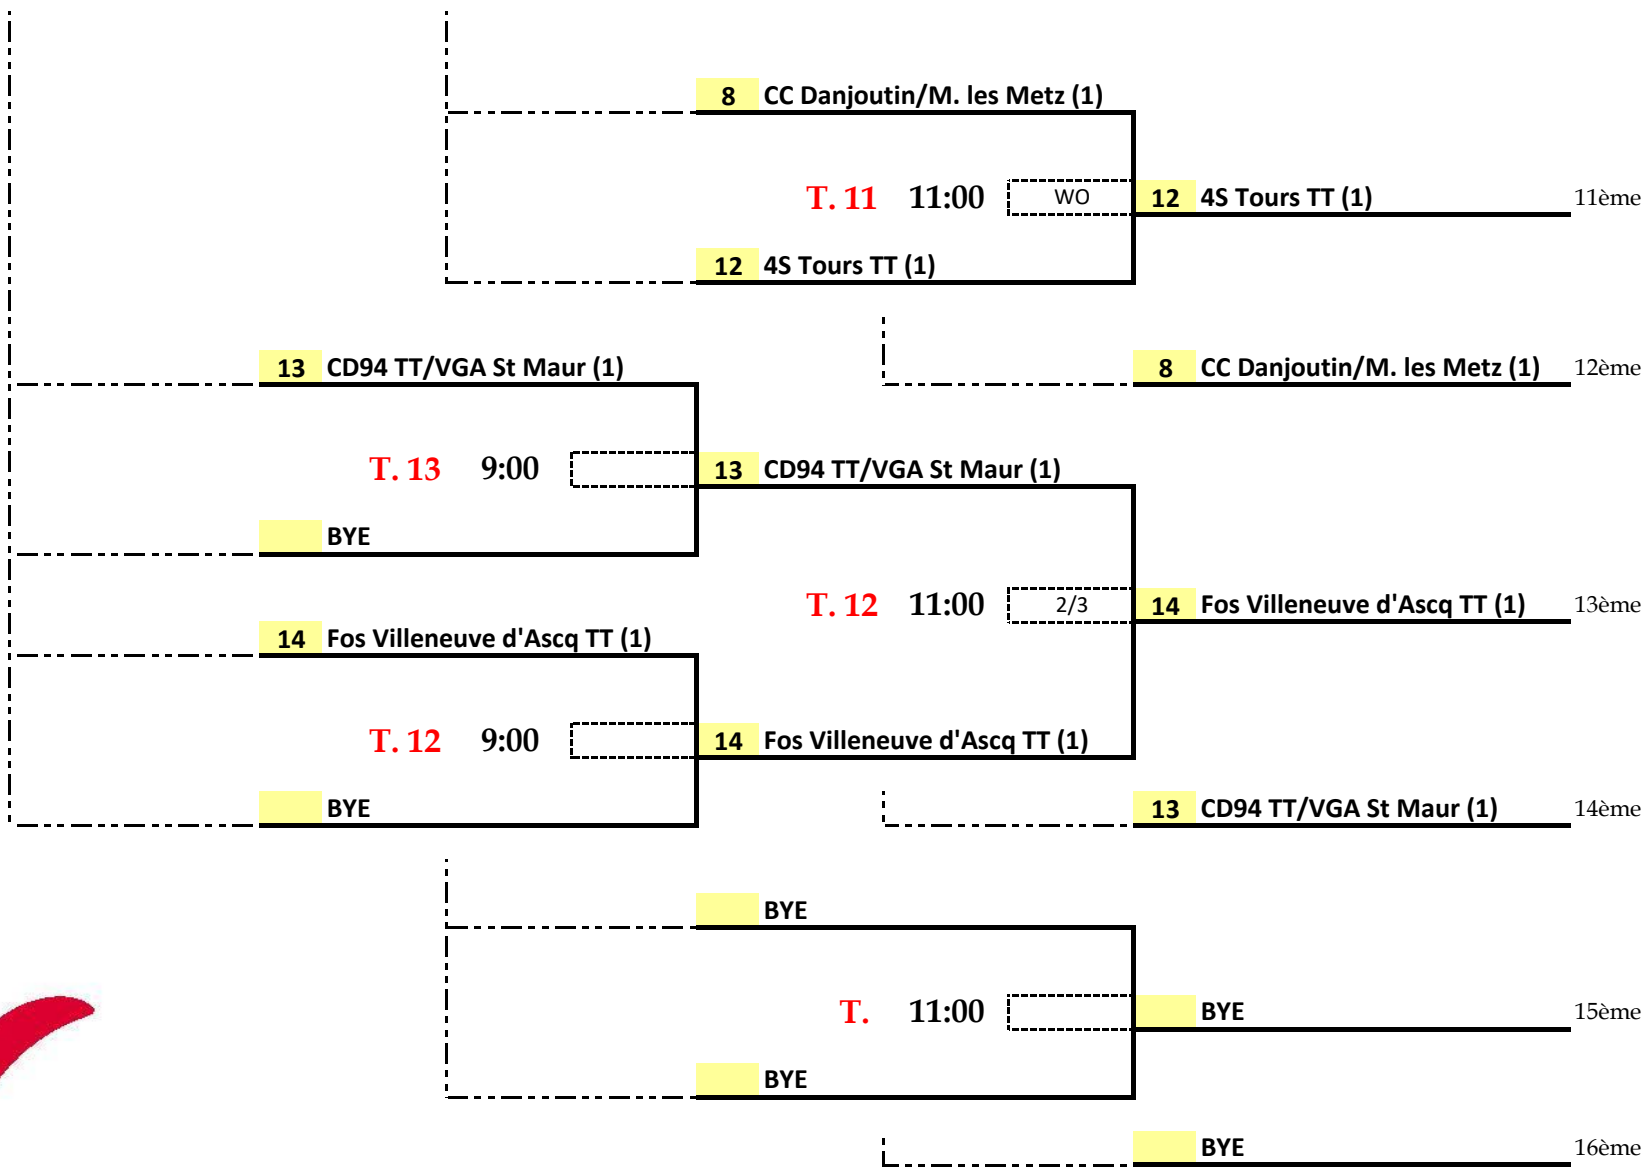 8 CC Danjoutin/M. les Metz (1)
T. 11 11:00 WO 12 4S Tours TT (1) 11ème
12 4S Tours TT (1)
13 CD94 TT/VGA St Maur (1) 8 CC Danjoutin/M. les Metz (1) 12ème
T. 13 9:00 13 CD94 TT/VGA St Maur (1)
BYE
T. 12 11:00 2/3 14 Fos Villeneuve d'Ascq TT (1) 13ème
14 Fos Villeneuve d'Ascq TT (1)
T. 12 9:00 14 Fos Villeneuve d'Ascq TT (1)
BYE 13 CD94 TT/VGA St Maur (1) 14ème
BYE
T. 11:00 BYE 15ème
BYE
BYE 16ème